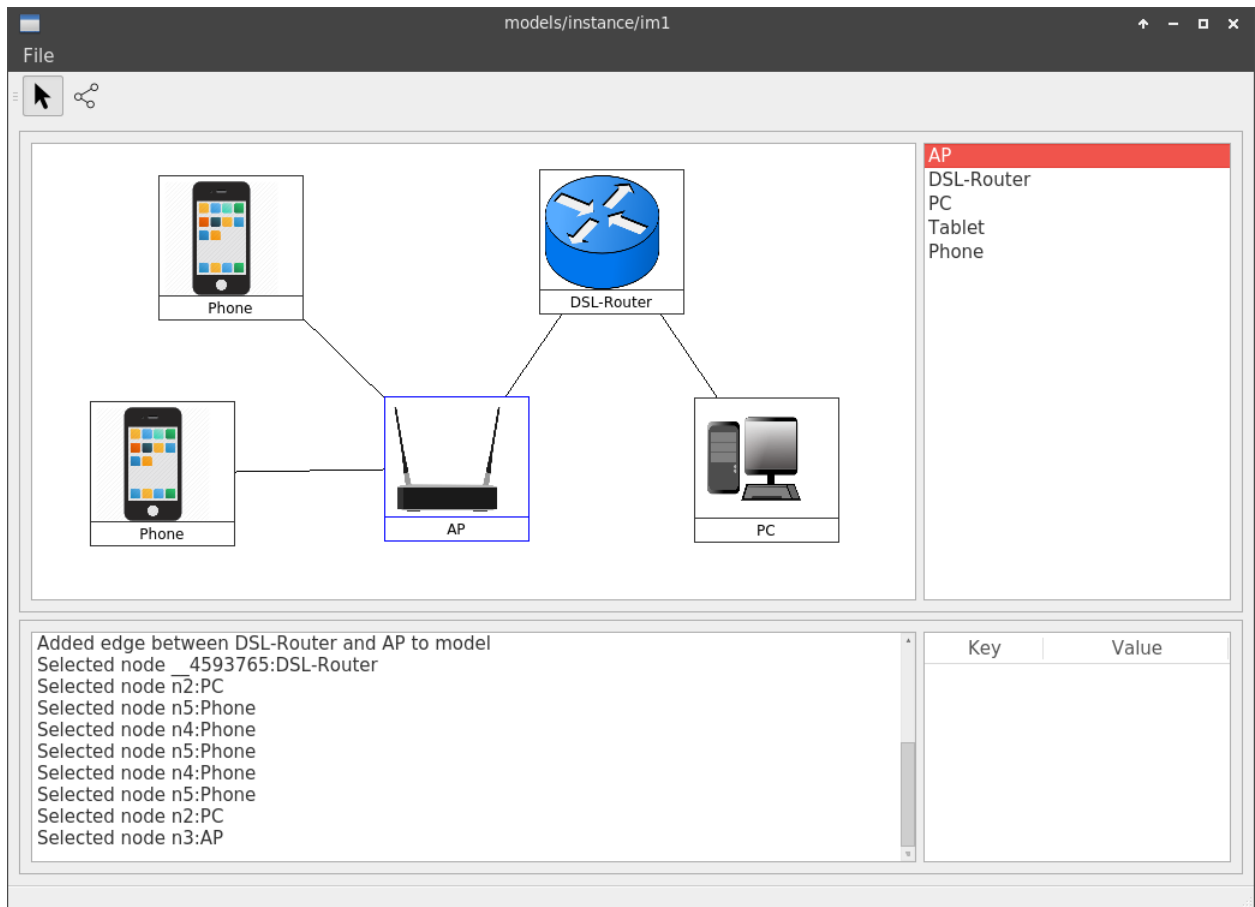 models/instance/im1
File
Phone
DSL-Router
Phone
AP
PC
AP
DSL-Router
PC
Tablet
Phone
Added edge between DSL-Router and AP to model
Selected node __4593765:DSL-Router
Selected node n2:PC
Selected node n5:Phone
Selected node n4:Phone
Selected node n5:Phone
Selected node n4:Phone
Selected node n5:Phone
Selected node n2:PC
Selected node n3:AP
Key Value